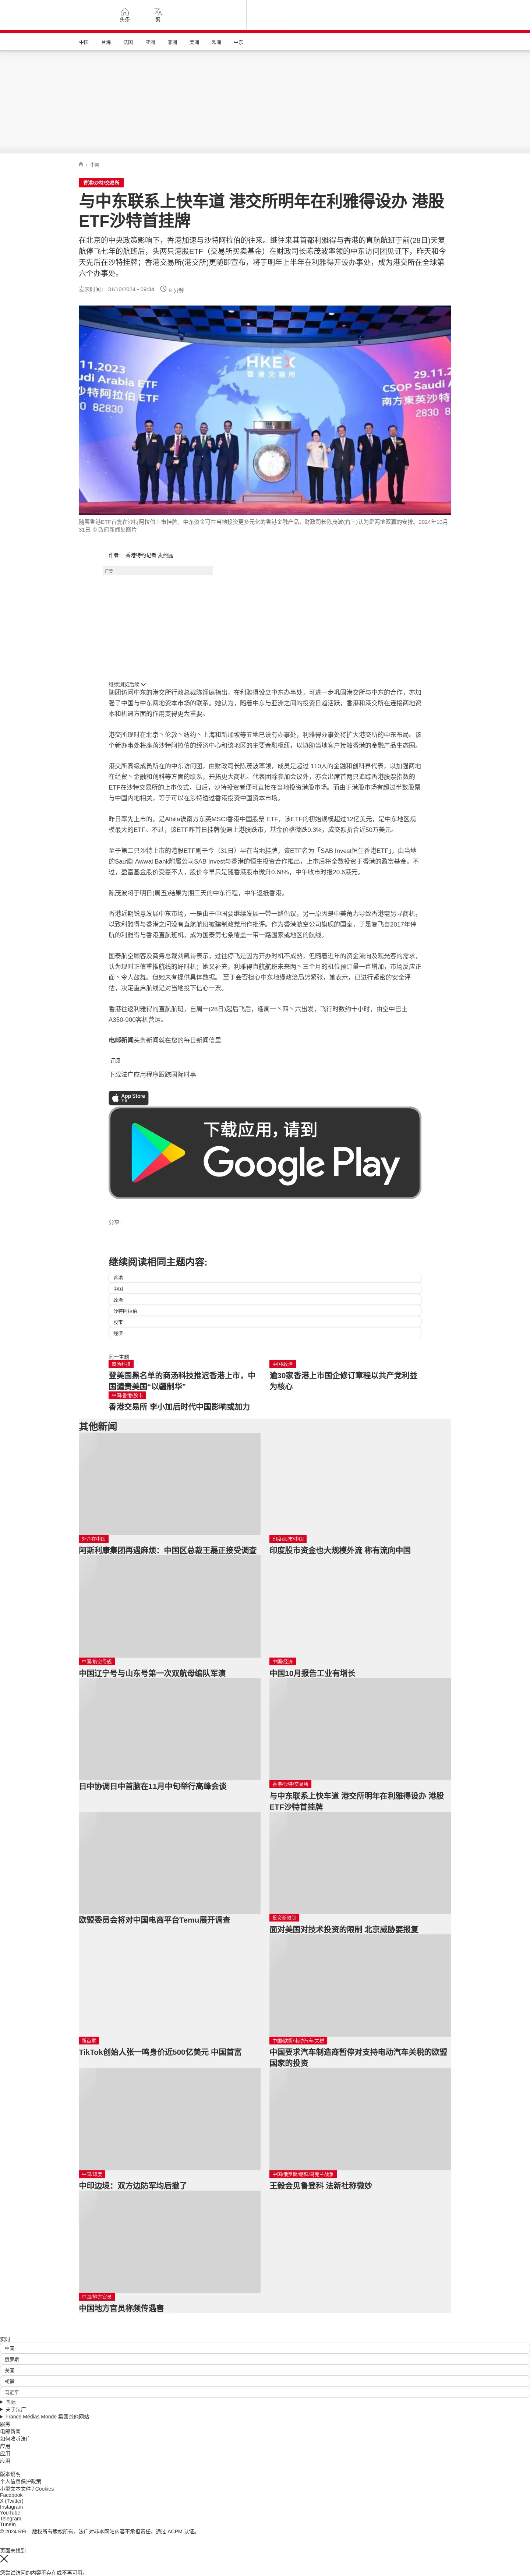 头条
繁
中国
台海
法国
亚洲
非洲
美洲
欧洲
中东
/ 中国
香港/沙特/交易所
与中东联系上快车道 港交所明年在利雅得设办 港股
ETF沙特首挂牌
在北京的中央政策影响下，香港加速与沙特阿拉伯的往来。继往来其首都利雅得与香港的直航航班于前(28日)天复
航停飞七年的航班后，头两只港股ETF（交易所买卖基金）在财政司长陈茂波率领的中东访问团见证下，昨天和今
天先后在沙特挂牌；香港交易所(港交所)更随即宣布，将于明年上半年在利雅得开设办事处，成为港交所在全球第
六个办事处。
发表时间： 31/10/2024 - 09:34
6 分钟
11.2023
HKEX
香港交易所
29.11.2
audi Arabian ETF
CSOP Saudi A
沙特阿拉伯ETF
南方東英沙特
82830
830
随著香港ETF首隻在沙特阿拉伯上市挂牌，中东资金可在当地投资更多元化的香港金融产品，财政司长陈茂波(右三)认为是两地双赢的安排。2024年10月
31日 © 政府新闻处图片
作者： 香港特约记者 麦燕庭
广告
继续浏览后续
随团访问中东的港交所行政总裁陈翊庭指出，在利雅得设立中东办事处，可进一步巩固港交所与中东的合作，亦加
强了中国与中东两地资本市场的联系。她认为，随着中东与亚洲之间的投资日趋活跃，香港和港交所在连接两地资
本和机遇方面的作用变得更为重要。
港交所现时在北京丶伦敦丶纽约丶上海和新加坡等五地已设有办事处，利雅得办事处将扩大港交所的中东布局。该
个新办事处将座落沙特阿拉伯的经济中心和该地区的主要金融枢纽，以协助当地客户接触香港的金融产品生态圈。
港交所高级成员所在的中东访问团，由财政司长陈茂波率领，成员是超过 110人的金融和创科界代表，以加强两地
在经贸丶金融和创科等方面的联系，开拓更大商机。代表团除参加会议外，亦会出席首两只追踪香港股票指数的
ETF在沙特交易所的上市仪式，日后，沙特投资者便可直接在当地投资港股市场。而由于港股市场有超过半数股票
与中国内地相关，等于可以在涉特透过香港投资中国资本市场。
昨日率先上市的，是Albila误南方东英MSCI香港中国股票 ETF，该ETF的初始规模超过12亿美元，是中东地区规
模最大的ETF。不过，该ETF昨首日挂牌便遇上港股跌市，基金价格微跌0.3%，成交额折合近50万美元。
至于第二只沙特上市的港股ETF则于今（31日）早在当地挂牌，该ETF名为「SAB Invest恒生香港ETF」，由当地
的Sau谤i Awwal Bank附属公司SAB Invest与香港的恒生投资合作推出，上市后将全数投资于香港的盈富基金。不
过，盈富基金股价受塞不大，股价今早只是随香港股市微升0.68%，中午收市时报20.6港元。
陈茂波将于明日(周五)结果为期三天的中东行程，中午返抵香港。
香港近期锐意发展中东市场，一是由于中国要继续发展一带一路倡议，另一原因是中美角力导致香港需另寻商机，
以致利雅得与香港之间没有直航航班被建制政党用作批评。作为香港航空公司旗舰的国泰，于是复飞自2017年停
航的利雅得与香港直航班机，成为国泰第七条覆盖一带一路国家或地区的航线。
国泰航空顾客及商务总裁刘凯诗表示，过往停飞是因为开办时机不成熟，但随着近年的资金流向及观光客的需求，
认为现时正值重推航线的好时机；她又补充，利雅得直航航班未来两丶三个月的机位预订量一直增加，市场反应正
面丶令人鼓舞。但她未有提供具体数据。 至于会否担心中东地缘政治局势紧张，她表示，已进行紧密的安全评
估，决定重启航线是对当地投下信心一票。
香港往返利雅得的直航航班，自周一(28日)起后飞后，逢周一丶四丶六出发，飞行时数约十小时，由空中巴士
A350-900客机营运。
电邮新闻头条新闻就在您的每日新闻信里
订阅
下载法广应用程序跟踪国际时事
App Store
下载
下载应用，请到
Google Play
分享 :
继续阅读相同主题内容:
香港
中国
政治
沙特阿拉伯
股市
经济
同一主题
商汤科技
登美国黑名单的商汤科技推迟香港上市，中
国谴责美国“以疆制华”
中国/政治
逾30家香港上市国企修订章程以共产党利益
为核心
中国/香港/股市
香港交易所 李小加后时代中国影响或加力
其他新闻
外企在中国
阿斯利康集团再遇麻烦：中国区总裁王磊正接受调查
印度/股市/中国
印度股市资金也大规模外流 称有流向中国
中国/航空母舰
中国辽宁号与山东号第一次双航母编队军演
中国/经济
中国10月报告工业有增长
日中协调日中首脑在11月中旬举行高峰会谈
香港/沙特/交易所
与中东联系上快车道 港交所明年在利雅得设办 港股
ETF沙特首挂牌
欧盟委员会将对中国电商平台Temu展开调查
投资新规制
面对美国对技术投资的限制 北京威胁要报复
新首富
TikTok创始人张一鸣身价近500亿美元 中国首富
中国/欧盟/电动汽车/关税
中国要求汽车制造商暂停对支持电动汽车关税的欧盟
国家的投资
中国/印度
中印边境：双方边防军均后撤了
中国/俄罗斯/朝鲜/乌克兰战争
王毅会见鲁登科 法新社称微妙
中国/地方官员
中国地方官员称频传遇害
实时
中国
俄罗斯
美国
朝鲜
习近平
国际
关于法广
France Médias Monde 集团其他网站
服务
电邮新闻
如何收听法广
应用
应用
应用
版本说明
个人信息保护政策
小型文本文件 / Cookies
Facebook
X (Twitter)
Instagram
YouTube
Telegram
TuneIn
© 2024 RFI – 版权所有版权所有。法广对非本网站内容不承担责任。通过 ACPM 认证。
页面未找到
您尝试访问的内容不存在或不再可用。